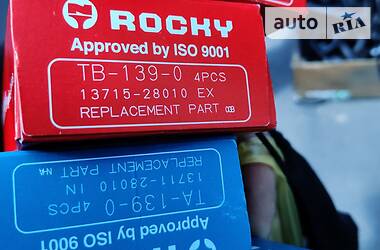 ROCKY
Approved by ISO 9001
TB-139-0 4PCS
13715-28010 EX
REPLACEMENT PART
auto RIA
REPLACEMENT PART
13711-28010 IN
TA-139-0 4PCS
Approved by ISO 9001